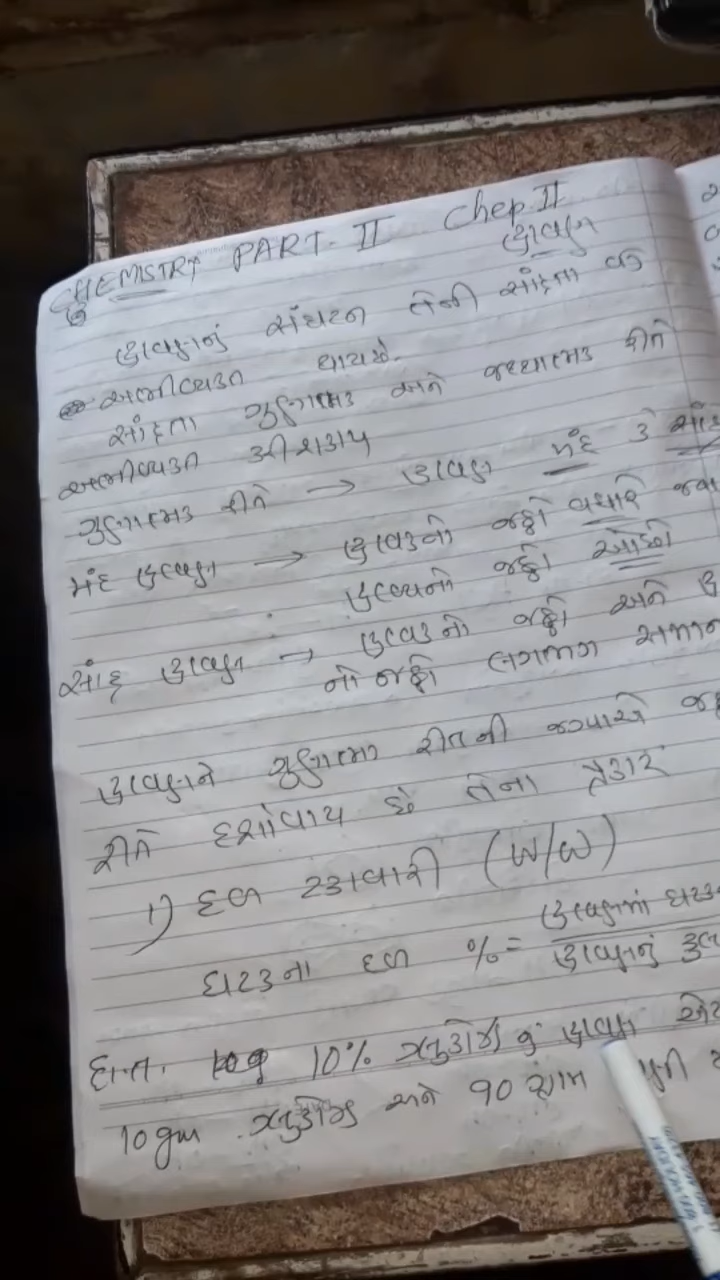 CHEMISTRY PART-II Chep II
દ્રાવણ
દ્રાવણનું સંઘટન તેની સાંદ્રતા વડે
અભીવ્યક્ત થાય છે.
સાંદ્રતા ગુણાત્મક અને જથ્થાત્મક રીતે
અભીવ્યક્તી કરી શકાય
ગુણાત્મક રીતે → દ્રાવણ મંદ કે
મંદ દ્રાવણ → દ્રાવકનો જથ્થો વધારે
દ્રાવ્યનો જથ્થો ઓછો
સાંદ્ર દ્રાવણ → દ્રાવકનો જથ્થો અને
નો જથ્થો લગભગ સમાન
દ્રાવણને ગુણાત્મક રીતની જગ્યાએ
રીતે દર્શાવાય છે તેના પ્રકાર
1) દળ ટકાવારી (W/W)
ઘટકના દળ % = દ્રાવણમાં ઘટક
દ્રાવણનું કુલ
દા.ત. 10% ગ્લુકોઝ નું દ્રાવણ
10gm ગ્લુકોઝ અને ૧૦ ગ્રામ